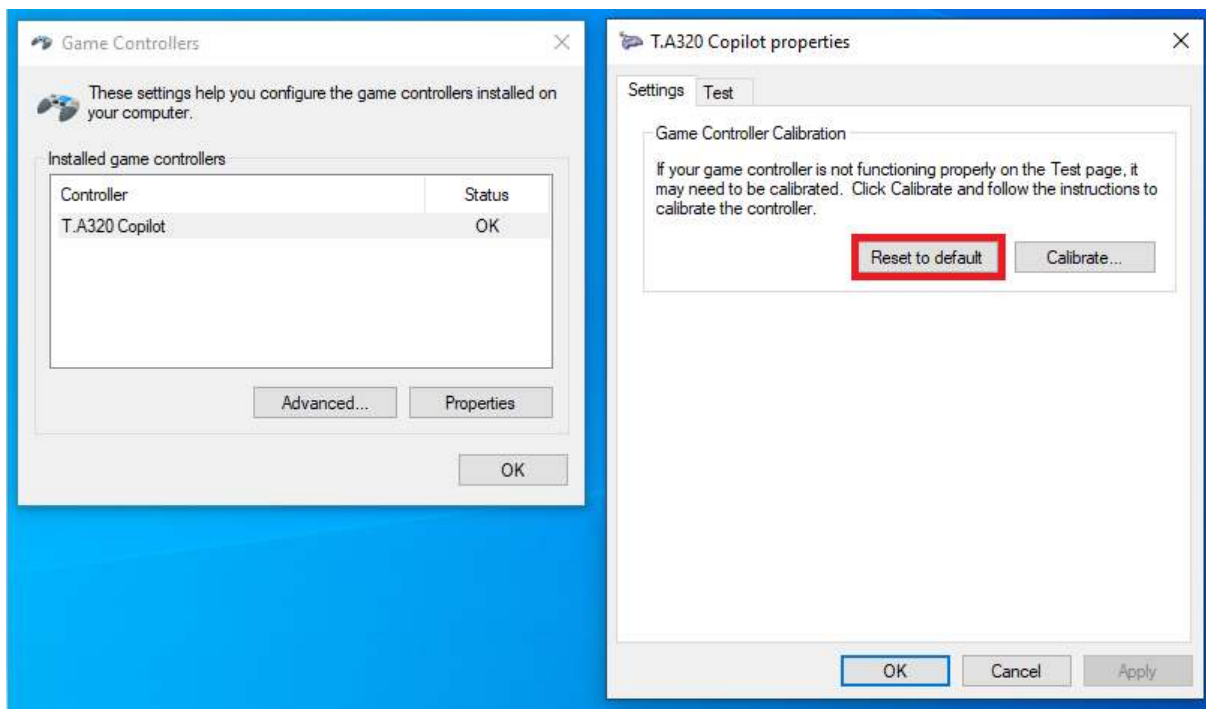 Game Controllers
These settings help you configure the game controllers installed on
your computer.
Installed game controllers
Controller Status
T.A320 Copilot OK
Advanced... Properties
OK
T.A320 Copilot properties
Settings Test
Game Controller Calibration
If your game controller is not functioning properly on the Test page, it
may need to be calibrated. Click Calibrate and follow the instructions to
calibrate the controller.
Reset to default Calibrate...
OK Cancel Apply